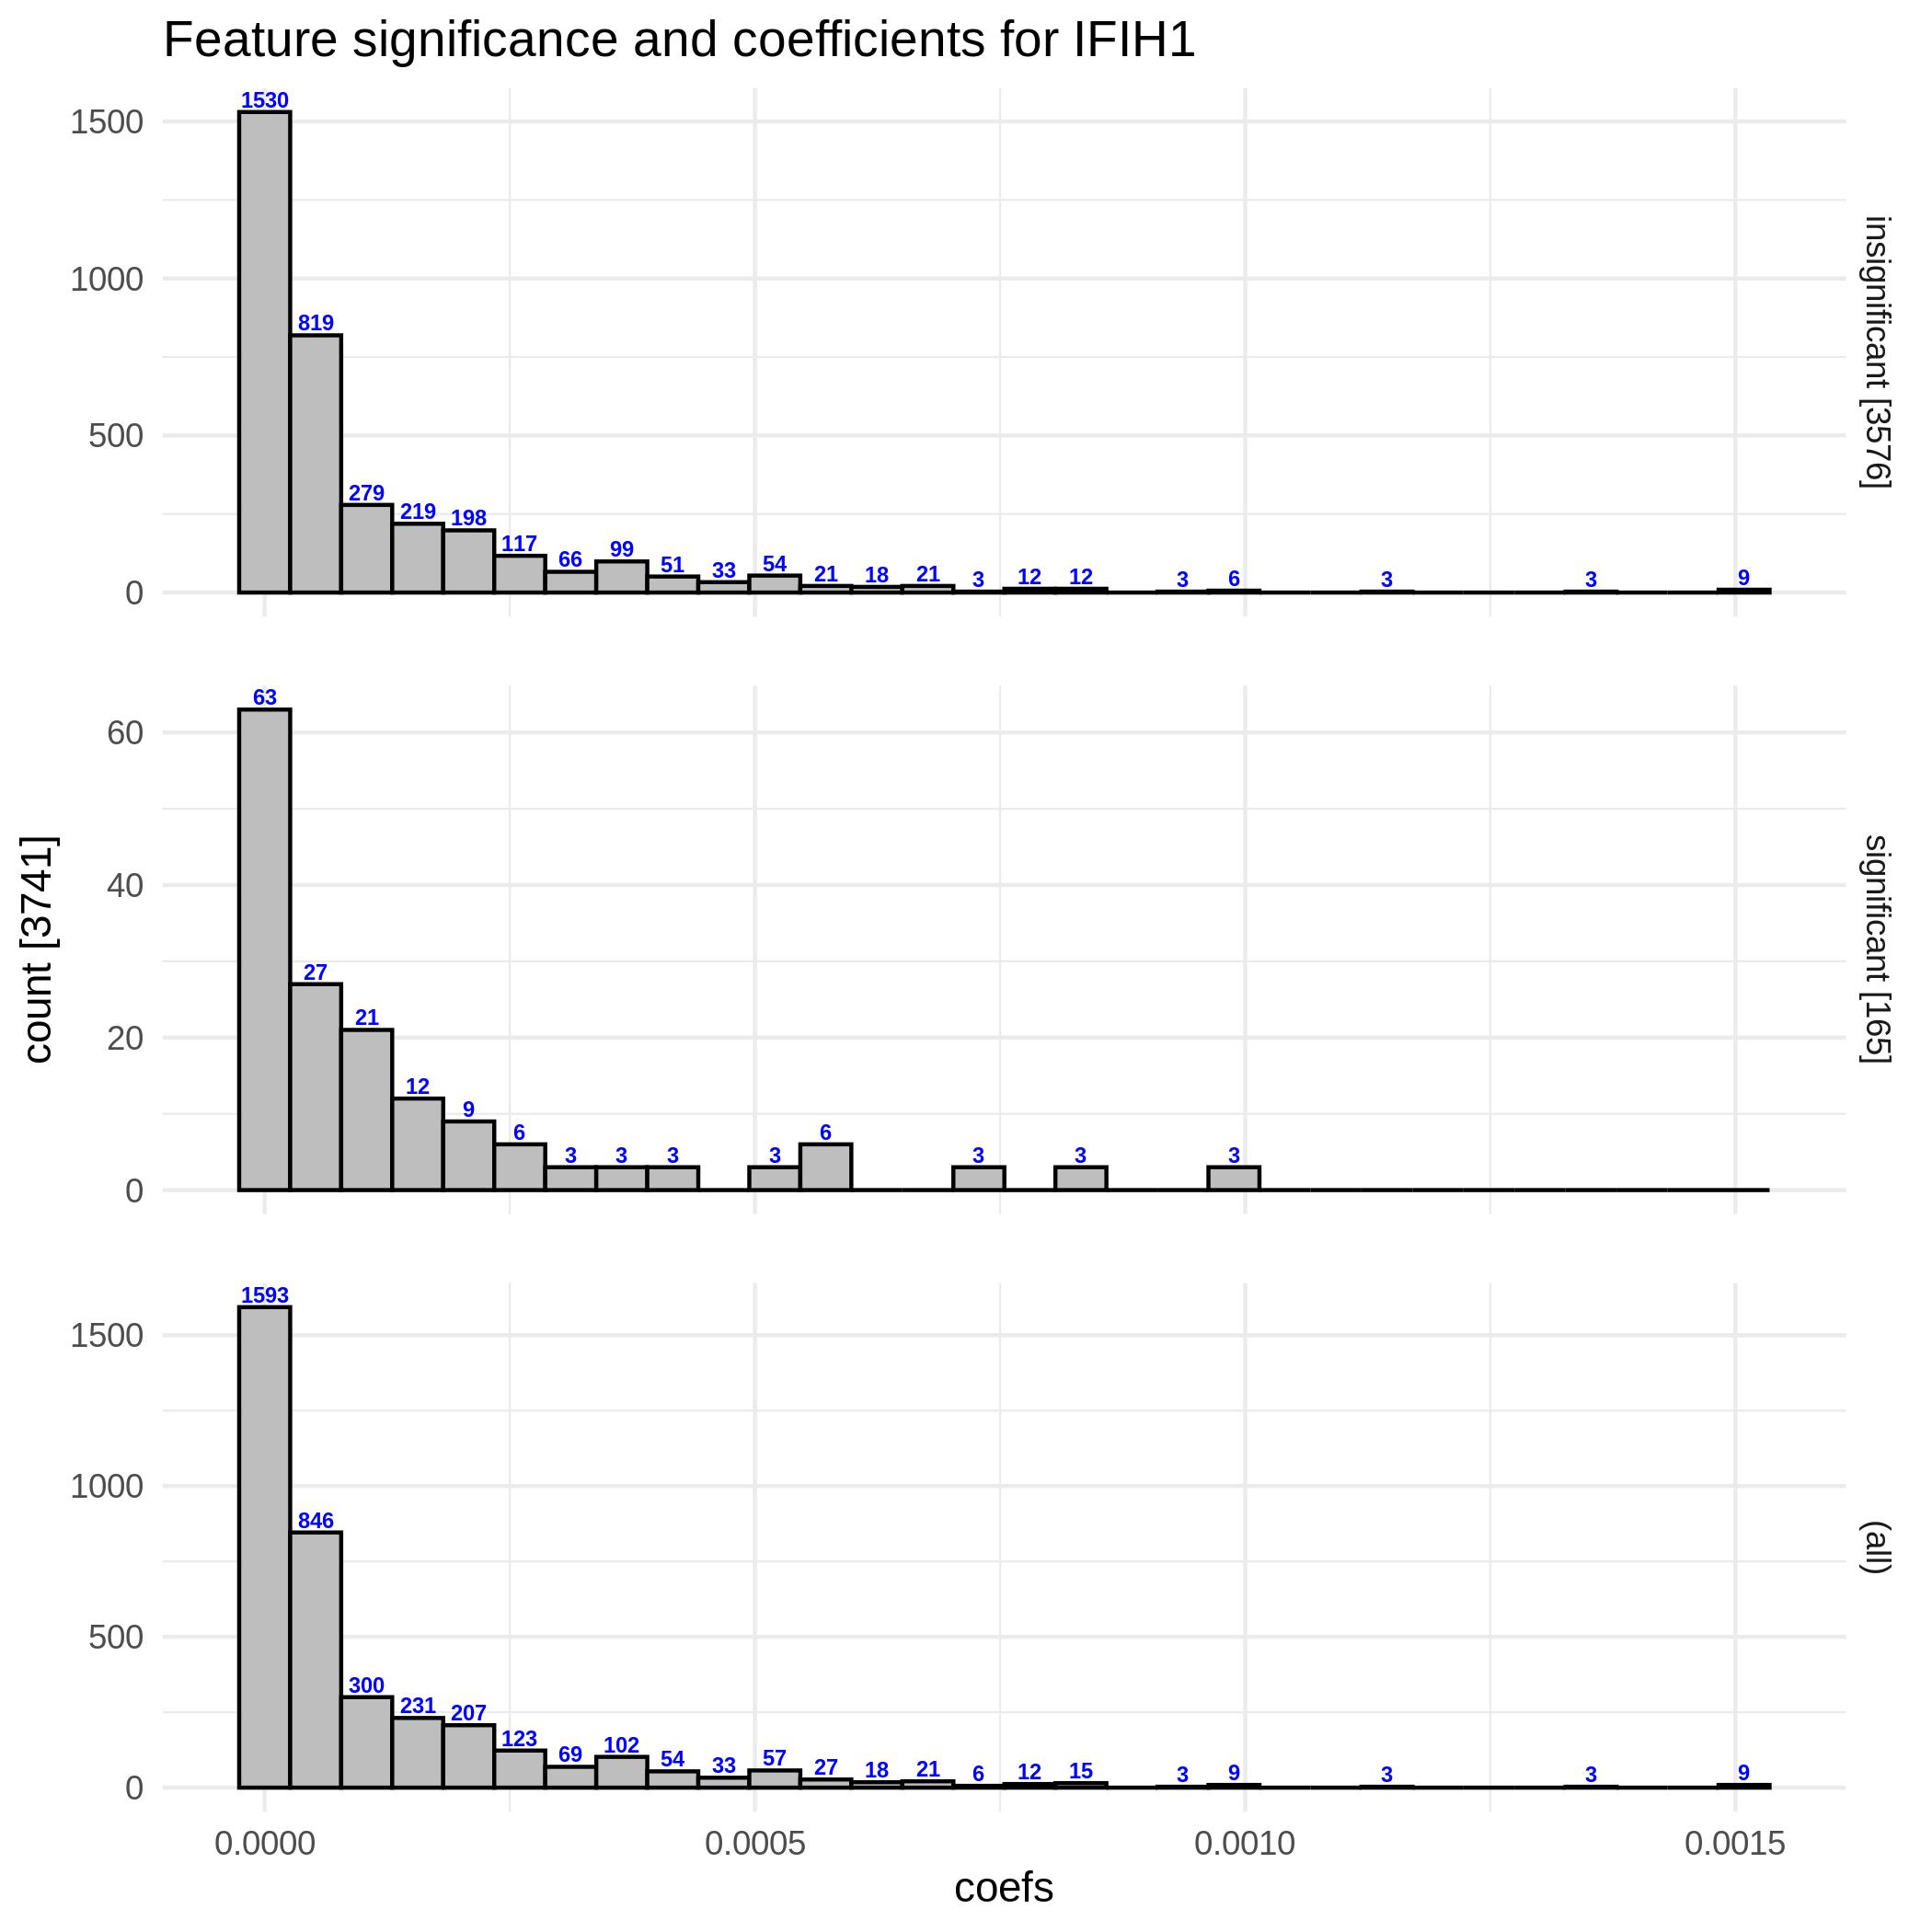 Feature significance and coefficients for IFIH1
1530
1500
1000
819
500
279 219 198 117 66 99 51 33 54 21 18 21 3 12 12 3 6 3 3 9
0
insignificant [3576]
63
60
40
27
21
20
12 9 6 3 3 3 3 6 3 3 3
0
significant [165]
count [3741]
1593
1500
1000
846
500
300 231 207 123 69 102 54 33 57 27 18 21 6 12 15 3 9 3 3 9
0
(all)
0.0000 0.0005 0.0010 0.0015
coefs